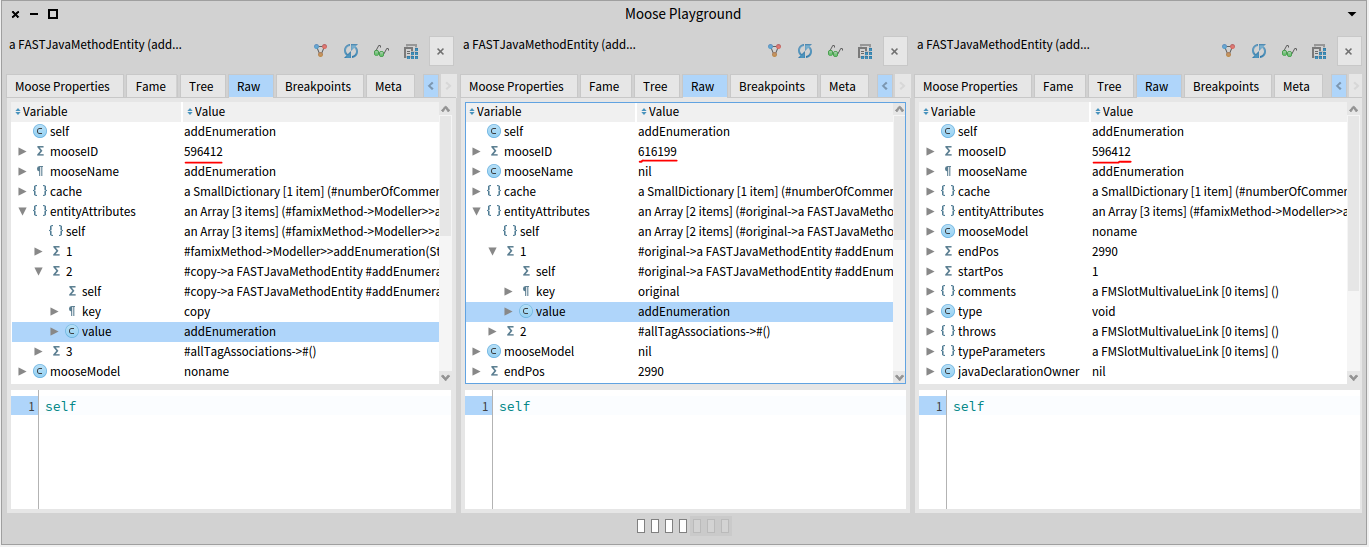 Moose Playground
a FASTJavaMethodEntity (add...
Moose Properties Fame Tree Raw Breakpoints Meta
Variable Value
self addEnumeration
mooseID 596412
mooseName addEnumeration
cache a SmallDictionary [1 item] (#numberOfCommer
entityAttributes an Array [3 items] (#famixMethod->Modeller>>a
self an Array [3 items] (#famixMethod->Modeller>>a
1 #famixMethod->Modeller>>addEnumeration(St
2 #copy->a FASTJavaMethodEntity #addEnumera
self #copy->a FASTJavaMethodEntity #addEnumera
key copy
value addEnumeration
3 #allTagAssociations->#()
mooseModel noname
1 self
a FASTJavaMethodEntity (add...
Moose Properties Fame Tree Raw Breakpoints Meta
Variable Value
self addEnumeration
mooseID 616199
mooseName nil
cache a SmallDictionary [1 item] (#numberOfCommer
entityAttributes an Array [2 items] (#original->a FASTJavaMetho
self an Array [2 items] (#original->a FASTJavaMetho
1 #original->a FASTJavaMethodEntity #addEnum
self #original->a FASTJavaMethodEntity #addEnum
key original
value addEnumeration
2 #allTagAssociations->#()
mooseModel nil
endPos 2990
1 self
a FASTJavaMethodEntity (add...
Moose Properties Fame Tree Raw Breakpoints Meta
Variable Value
self addEnumeration
mooseID 596412
mooseName addEnumeration
cache a SmallDictionary [1 item] (#numberOfCommer
entityAttributes an Array [3 items] (#famixMethod->Modeller>>a
mooseModel noname
endPos 2990
startPos 1
comments a FMSlotMultivalueLink [0 items] ()
type void
throws a FMSlotMultivalueLink [0 items] ()
typeParameters a FMSlotMultivalueLink [0 items] ()
javaDeclarationOwner nil
1 self